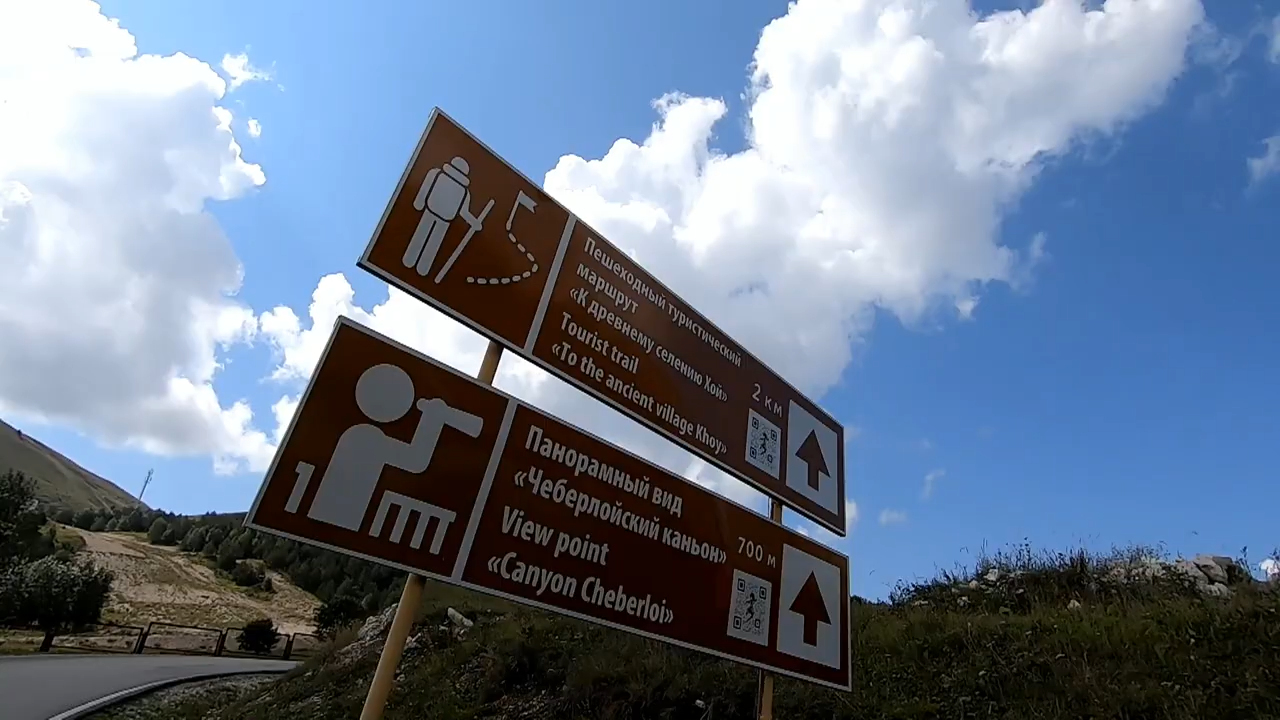 Пешеходный туристический
маршрут
«К древнему селению Хой»
Tourist trail
«To the ancient village Khoy»
2 км
Панорамный вид
«Чеберлойский каньон»
View point
«Canyon Cheberloi»
700 м